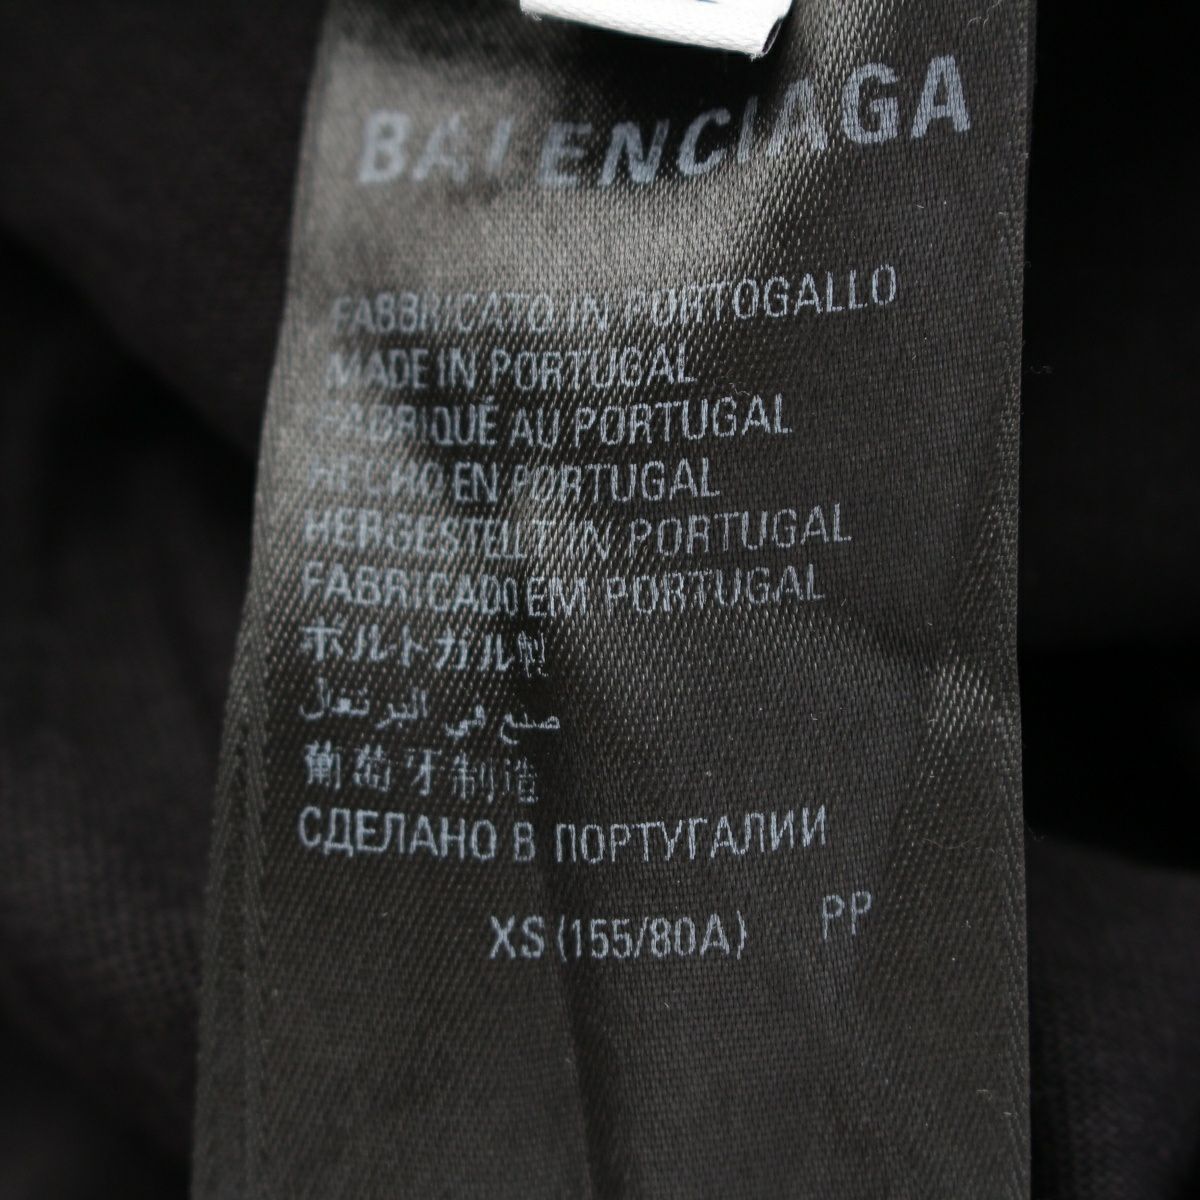 BALENCIAGA
FABBRICATO IN PORTOGALLO
MADE IN PORTUGAL
FABRIQUÉ AU PORTUGAL
HECHO EN PORTUGAL
HERGESTELLT IN PORTUGAL
FABRICADO EM PORTUGAL
ポルトガル製
صنع في البرتغال
葡萄牙制造
СДЕЛАНО В ПОРТУГАЛИИ
XS (155/80A) PP